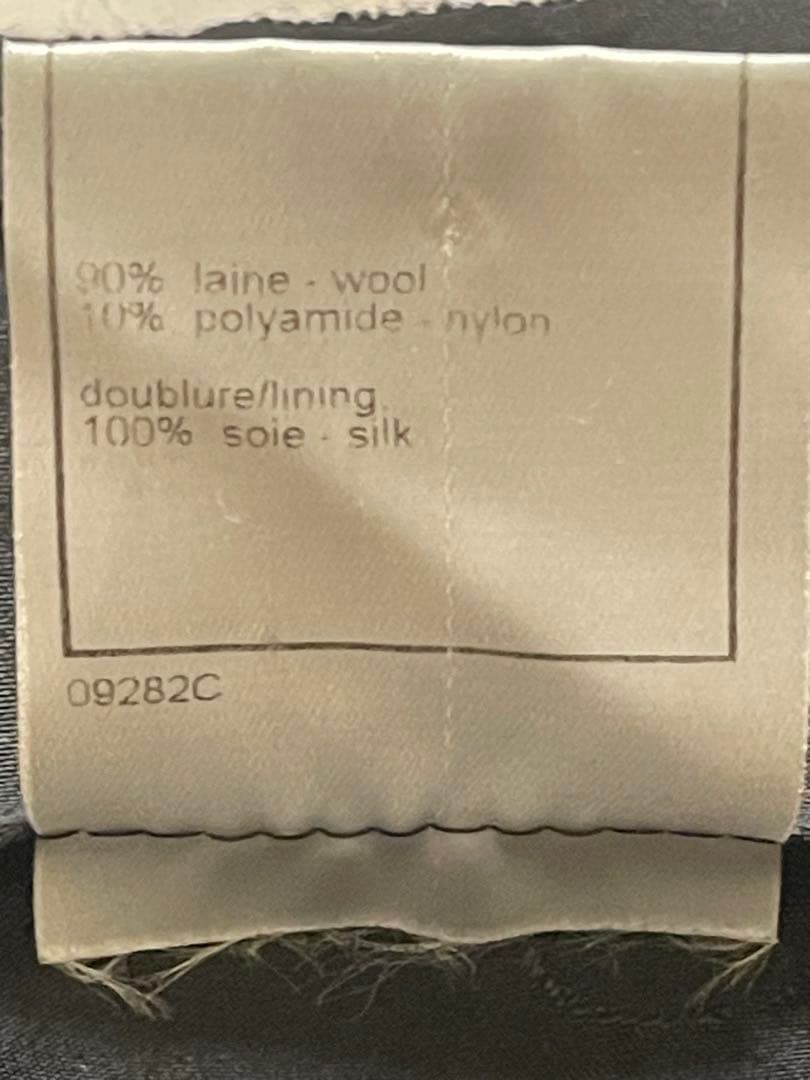 90% laine - wool
10% polyamide - nylon
doublure/lining
100% soie - silk
09282C